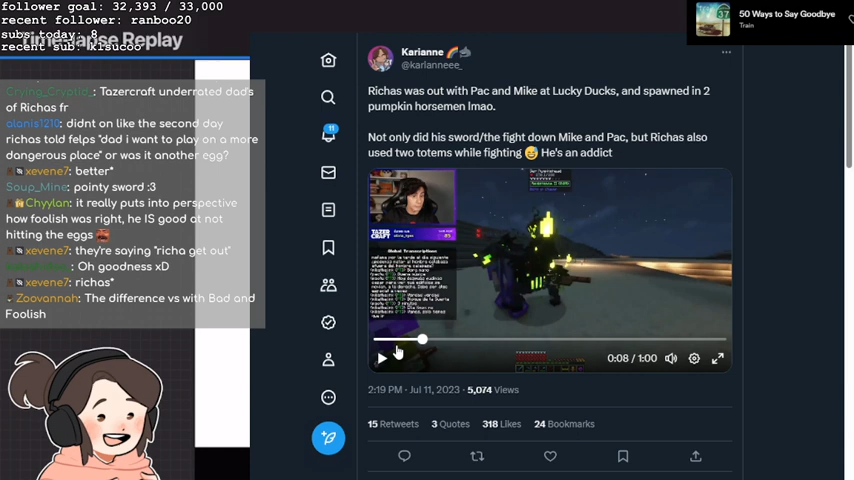 follower goal: 32,393 / 33,000
recent follower: ranboo20
subs today: 8
recent sub: klsucoo
Timelapse Replay
37
50 Ways to Say Goodbye
Train
Crying_Cryptid_: Tazercraft underrated dads
of Richas fr
alanis1210: didnt on like the second day
richas told felps "dad i want to play on a more
dangerous place" or was it another egg?
xevene7: better*
Soup_Mine: pointy sword :3
Chyylan: it really puts into perspective
how foolish was right, he IS good at not
hitting the eggs
xevene7: they're saying "richa get out"
Oh goodness xD
xevene7: richas*
Zoovannah: The difference vs with Bad and
Foolish
11
Karianne
@karianneee_
Richas was out with Pac and Mike at Lucky Ducks, and spawned in 2
pumpkin horsemen lmao.
Not only did his sword/the fight down Mike and Pac, but Richas also
used two totems while fighting 😅 He's an addict
TAZER
CRAFT
Global Transcriptions
0:08 / 1:00
2:19 PM · Jul 11, 2023 · 5,074 Views
15 Retweets 3 Quotes 318 Likes 24 Bookmarks